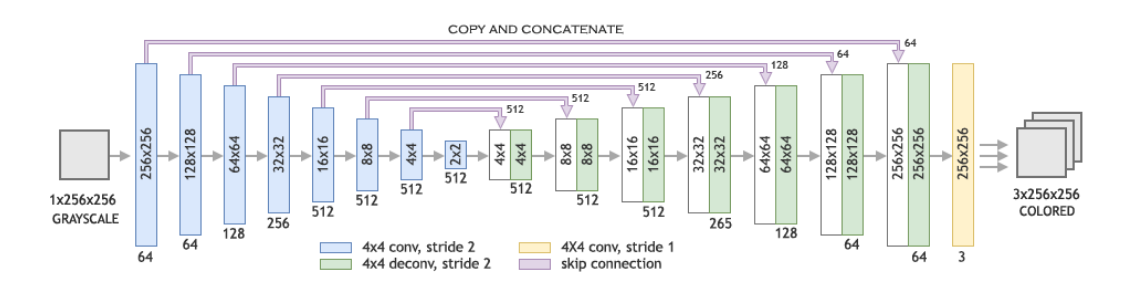 COPY AND CONCATENATE
64
64
128
256
512
512
512
1x256x256
GRAYSCALE
256x256
64
128x128
64
64x64
128
32x32
256
16x16
512
8x8
512
4x4
512
2x2
512
4x4
4x4
512
8x8
8x8
512
16x16
16x16
512
32x32
32x32
265
64x64
64x64
128
128x128
128x128
64
256x256
256x256
64
256x256
3
3x256x256
COLORED
4x4 conv, stride 2
4x4 deconv, stride 2
4X4 conv, stride 1
skip connection